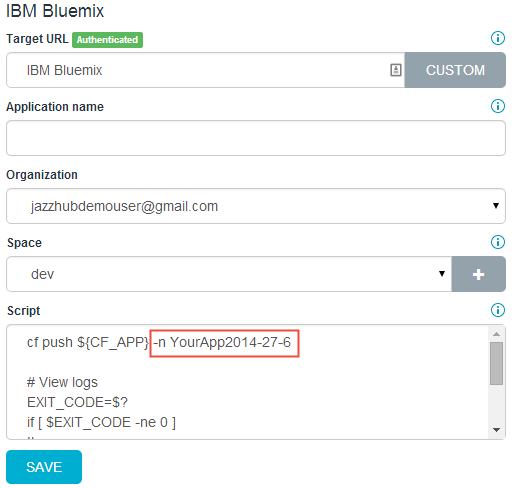 IBM Bluemix
Target URL Authenticated
IBM Bluemix CUSTOM
Application name
Organization
jazzhubdemouser@gmail.com
Space
dev +
Script
cf push ${CF_APP} -n YourApp2014-27-6
# View logs
EXIT_CODE=$?
if [ $EXIT_CODE -ne 0 ]
SAVE